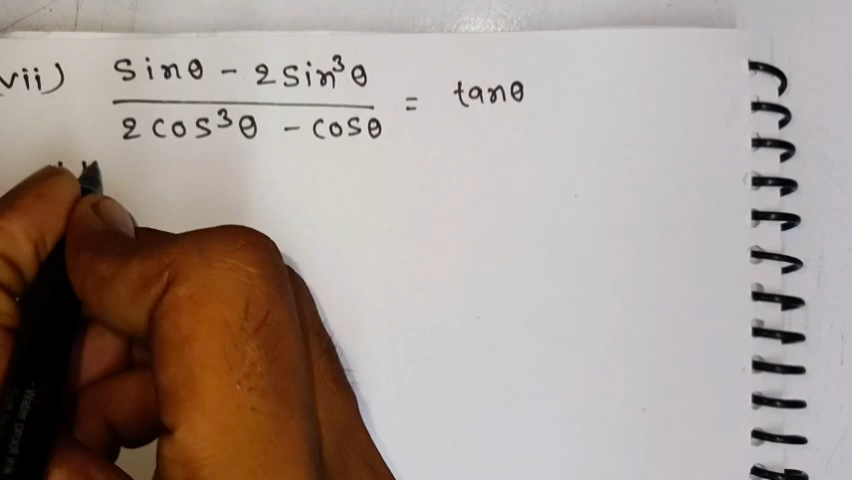 vii) sinθ - 2sin³θ / 2cos³θ - cosθ = tanθ